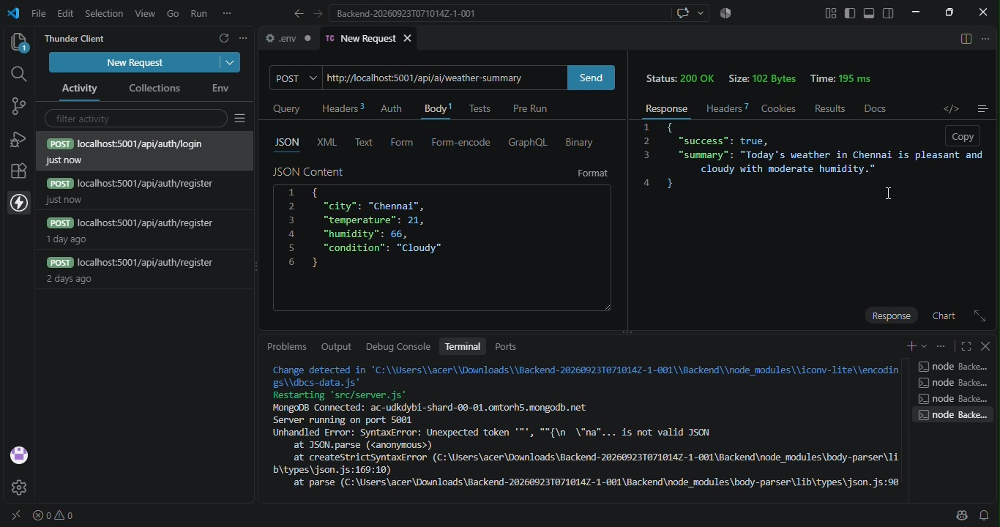 File Edit Selection View Go Run ···
Backend-20260923T071014Z-1-001
Thunder Client
New Request
Activity Collections Env
filter activity
POST localhost:5001/api/auth/login
just now
POST localhost:5001/api/auth/register
just now
POST localhost:5001/api/auth/register
1 day ago
POST localhost:5001/api/auth/register
2 days ago
1
.env
TC New Request
POST http://localhost:5001/api/ai/weather-summary Send
Query Headers 3 Auth Body 1 Tests Pre Run
JSON XML Text Form Form-encode GraphQL Binary
JSON Content Format
1 {
2 "city": "Chennai",
3 "temperature": 21,
4 "humidity": 66,
5 "condition": "Cloudy"
6 }
Status: 200 OK Size: 102 Bytes Time: 195 ms
Response Headers 7 Cookies Results Docs </>
1 {
Copy
2 "success": true,
3 "summary": "Today's weather in Chennai is pleasant and
cloudy with moderate humidity."
4 }
Response Chart
Problems Output Debug Console Terminal Ports
Change detected in 'C:\\Users\\acer\\Downloads\\Backend-20260923T071014Z-1-001\\Backend\\node_modules\\iconv-lite\\encodin
gs\\dbcs-data.js'
Restarting 'src/server.js'
MongoDB Connected: ac-udkdybi-shard-00-01.omtorh5.mongodb.net
Server running on port 5001
Unhandled Error: SyntaxError: Unexpected token '"', ""{\n  \"na"... is not valid JSON
at JSON.parse (<anonymous>)
at createStrictSyntaxError (C:\Users\acer\Downloads\Backend-20260923T071014Z-1-001\Backend\node_modules\body-parser\li
b\types\json.js:169:10)
at parse (C:\Users\acer\Downloads\Backend-20260923T071014Z-1-001\Backend\node_modules\body-parser\lib\types\json.js:90
node Backe...
node Backe...
node Backe...
node Backe...
0 0